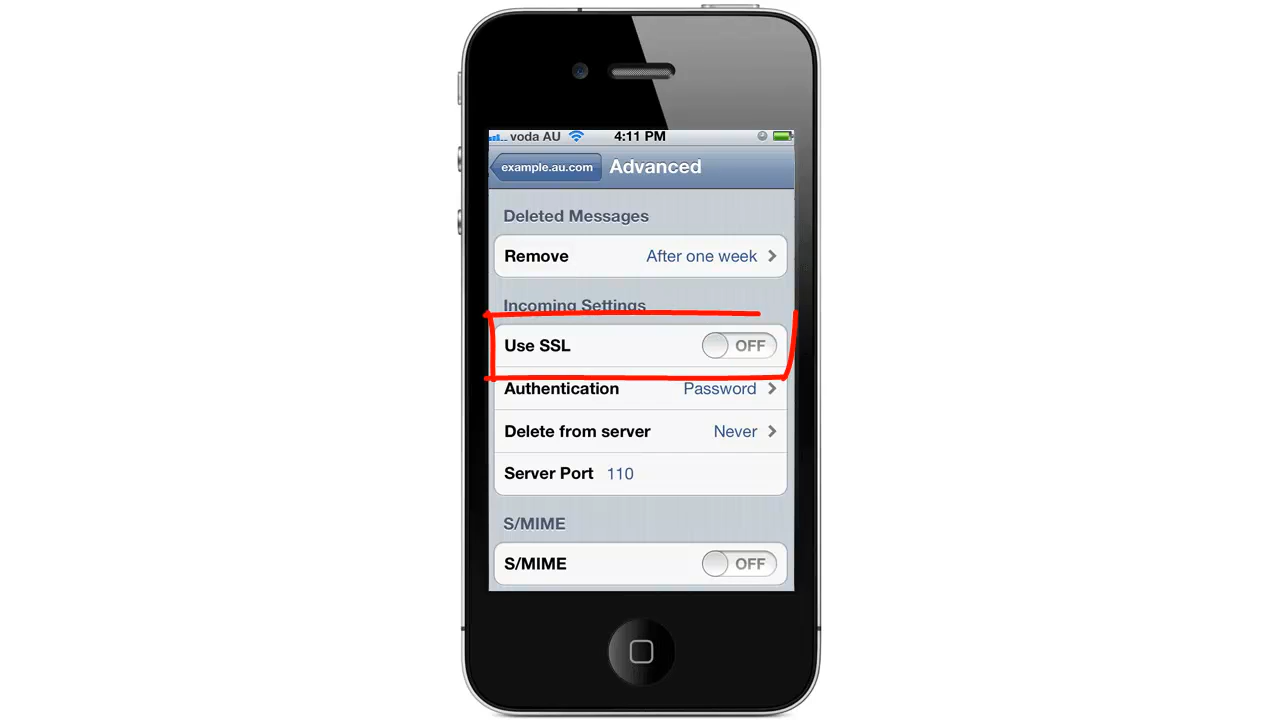 voda AU 4:11 PM
example.au.com Advanced
Deleted Messages
Remove After one week
Incoming Settings
Use SSL OFF
Authentication Password
Delete from server Never
Server Port 110
S/MIME
S/MIME OFF